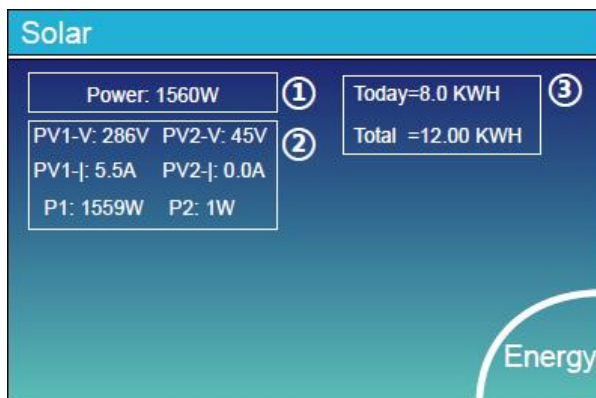 Solar
Power: 1560W ①
PV1-V: 286V PV2-V: 45V ②
PV1-|: 5.5A PV2-|: 0.0A
P1: 1559W P2: 1W
Today=8.0 KWH ③
Total =12.00 KWH
Energy